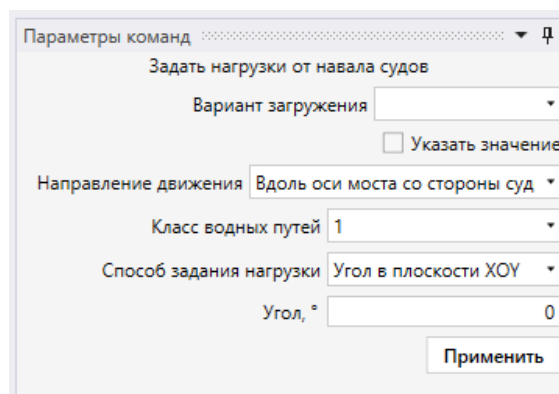 Параметры команд
Задать нагрузки от навала судов
Вариант загружения
Указать значение
Направление движения Вдоль оси моста со стороны суд
Класс водных путей 1
Способ задания нагрузки Угол в плоскости XOY
Угол, ° 0
Применить